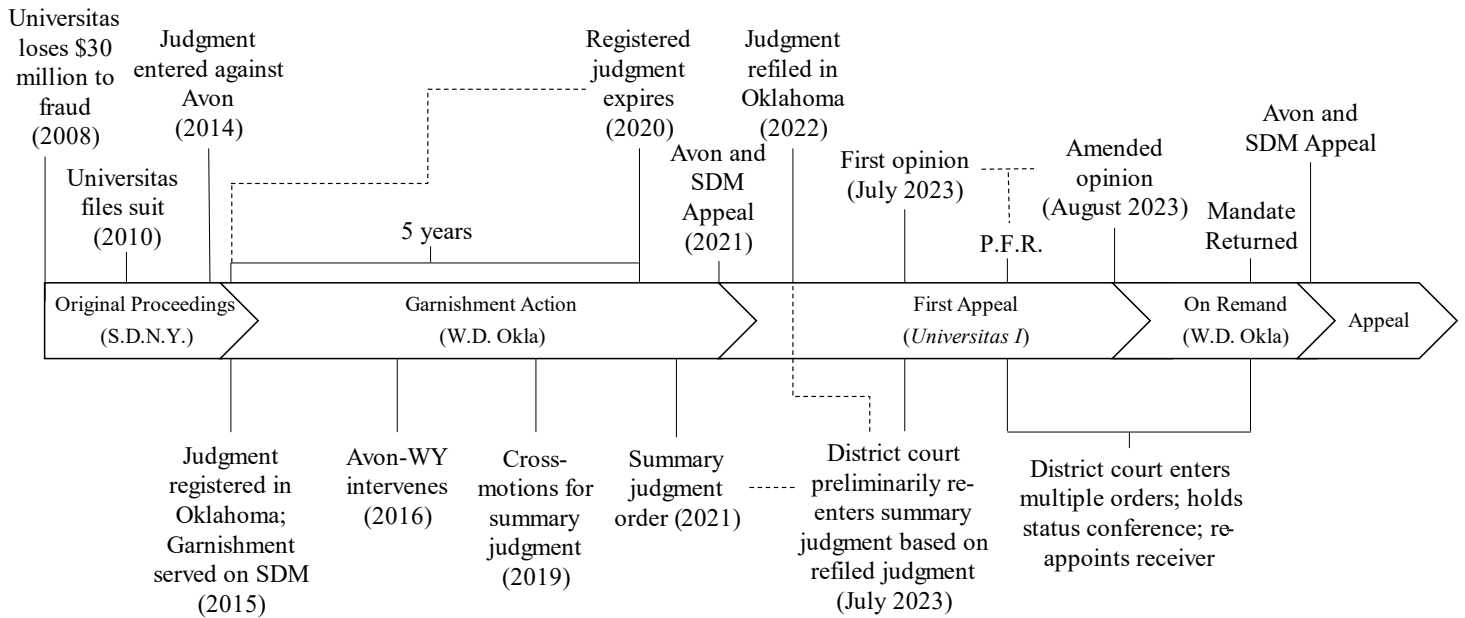 Universitas
loses $30
million to
fraud
(2008)
Judgment
entered against
Avon
(2014)
Universitas
files suit
(2010)
Registered
judgment
expires
(2020)
Judgment
refiled in
Oklahoma
(2022)
5 years
Avon and
SDM
Appeal
(2021)
First opinion
(July 2023)
P.F.R.
Amended
opinion
(August 2023)
Mandate
Returned
Avon and
SDM Appeal
Original Proceedings
(S.D.N.Y.)
Garnishment Action
(W.D. Okla)
First Appeal
(Universitas I)
On Remand
(W.D. Okla)
Appeal
Judgment
registered in
Oklahoma;
Garnishment
served on SDM
(2015)
Avon-WY
intervenes
(2016)
Cross-
motions for
summary
judgment
(2019)
Summary
judgment
order (2021)
District court
preliminarily re-
enters summary
judgment based on
refiled judgment
(July 2023)
District court enters
multiple orders; holds
status conference; re-
appoints receiver